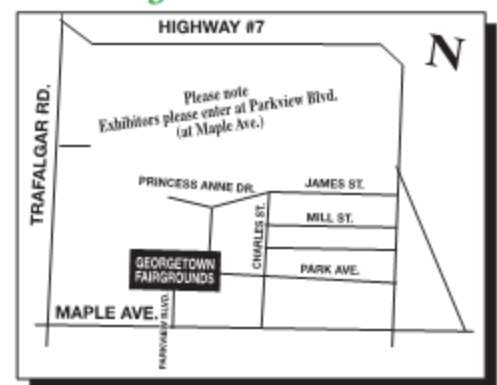 HIGHWAY #7
N
TRAFALGAR RD.
Please note
Exhibitors please enter at Parkview Blvd.
(at Maple Ave.)
PRINCESS ANNE DR.
JAMES ST.
CHARLES ST.
MILL ST.
GEORGETOWN
FAIRGROUNDS
PARK AVE.
MAPLE AVE.
PARKVIEW BLVD.